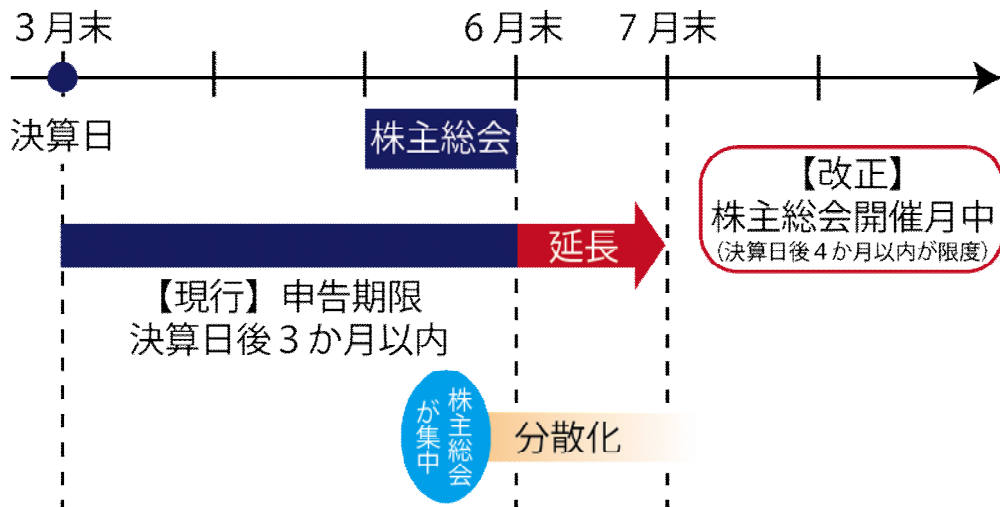 3月末
6月末
7月末
決算日
株主総会
【改正】
株主総会開催月中
(決算日後４か月以内が限度)
延長
【現行】申告期限
決算日後３か月以内
株主総会
が集中
分散化